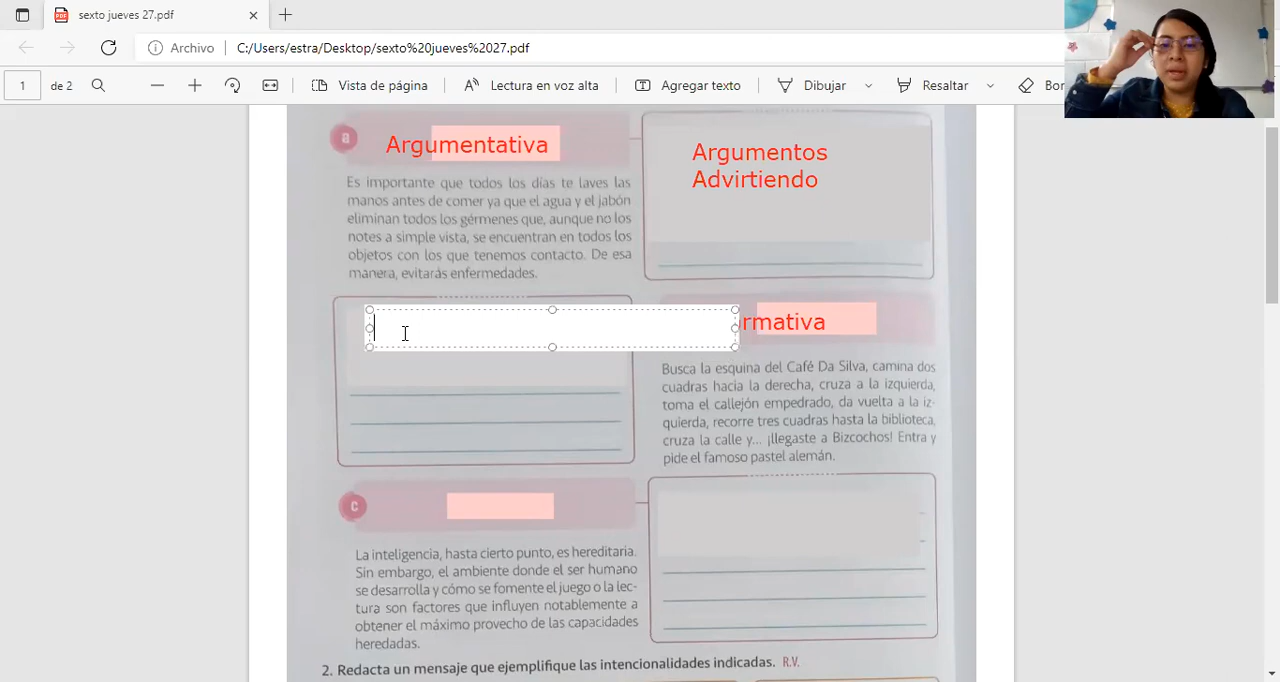 sexto jueves 27.pdf
Archivo
C:/Users/estra/Desktop/sexto%20jueves%2027.pdf
1
de 2
Vista de página
Lectura en voz alta
Agregar texto
Dibujar
Resaltar
Bor
a
Argumentativa
Argumentos
Advirtiendo
Es importante que todos los días te laves las
manos antes de comer ya que el agua y el jabón
eliminan todos los gérmenes que, aunque no los
notes a simple vista, se encuentran en todos los
objetos con los que tenemos contacto. De esa
manera, evitarás enfermedades.
rmativa
Busca la esquina del Café Da Silva, camina dos
cuadras hacia la derecha, cruza a la izquierda,
toma el callejón empedrado, da vuelta a la iz-
quierda, recorre tres cuadras hasta la biblioteca,
cruza la calle y... ¡llegaste a Bizcochos! Entra y
pide el famoso pastel alemán.
c
La inteligencia, hasta cierto punto, es hereditaria.
Sin embargo, el ambiente donde el ser humano
se desarrolla y cómo se fomente el juego o la lec-
tura son factores que influyen notablemente a
obtener el máximo provecho de las capacidades
heredadas.
2. Redacta un mensaje que ejemplifique las intencionalidades indicadas. R.V.